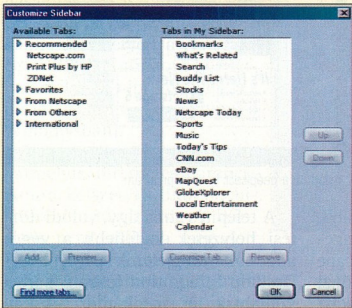 Customize Sidebar
Available Tabs:
Recommended
Netscape.com
Print Plus by HP
ZDNet
Favorites
From Netscape
From Others
International
Add
Preview...
Find more tabs...
Tabs in My Sidebar:
Bookmarks
What's Related
Search
Buddy List
Stocks
News
Netscape Today
Sports
Music
Today's Tips
CNN.com
eBay
MapQuest
GlobeXplorer
Local Entertainment
Weather
Calendar
Customize Tab...
Remove
Up
Down
OK
Cancel